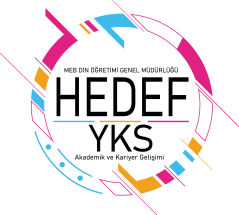 MEB DİN ÖĞRETİMİ GENEL MÜDÜRLÜĞÜ
HEDEF
YKS
Akademik ve Kariyer Gelişimi